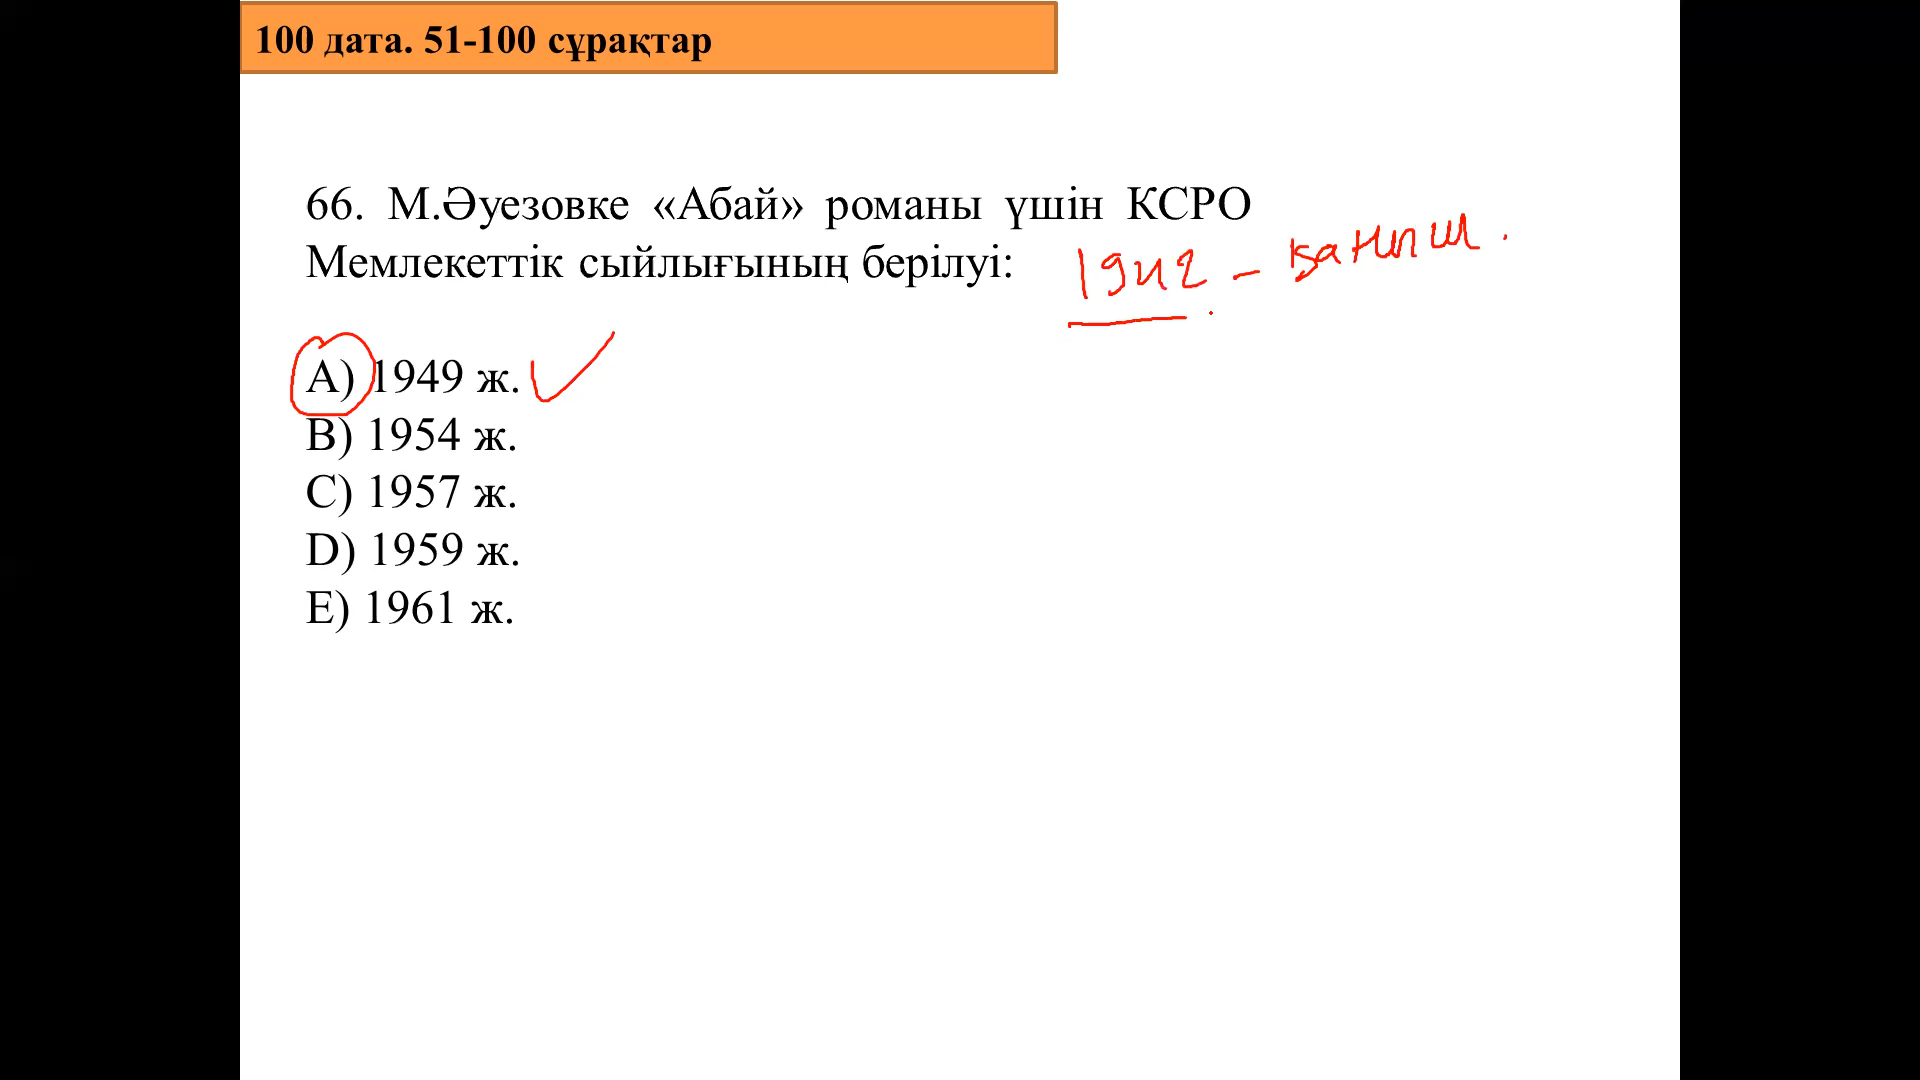 100 дата. 51-100 сұрақтар
66. М.Әуезовке «Абай» романы үшін КСРО
Мемлекеттік сыйлығының берілуі:
1942 - Қаныш.
A) 1949 ж.
B) 1954 ж.
C) 1957 ж.
D) 1959 ж.
E) 1961 ж.